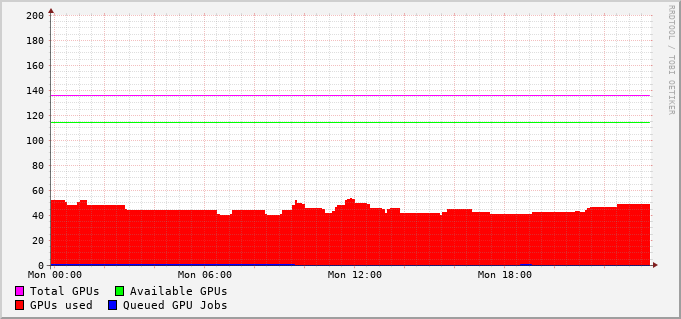 200
180
160
140
120
100
80
60
40
20
0
Mon 00:00 Mon 06:00 Mon 12:00 Mon 18:00
Total GPUs Available GPUs
GPUs used Queued GPU Jobs
RRDTOOL / TOBI OETIKER